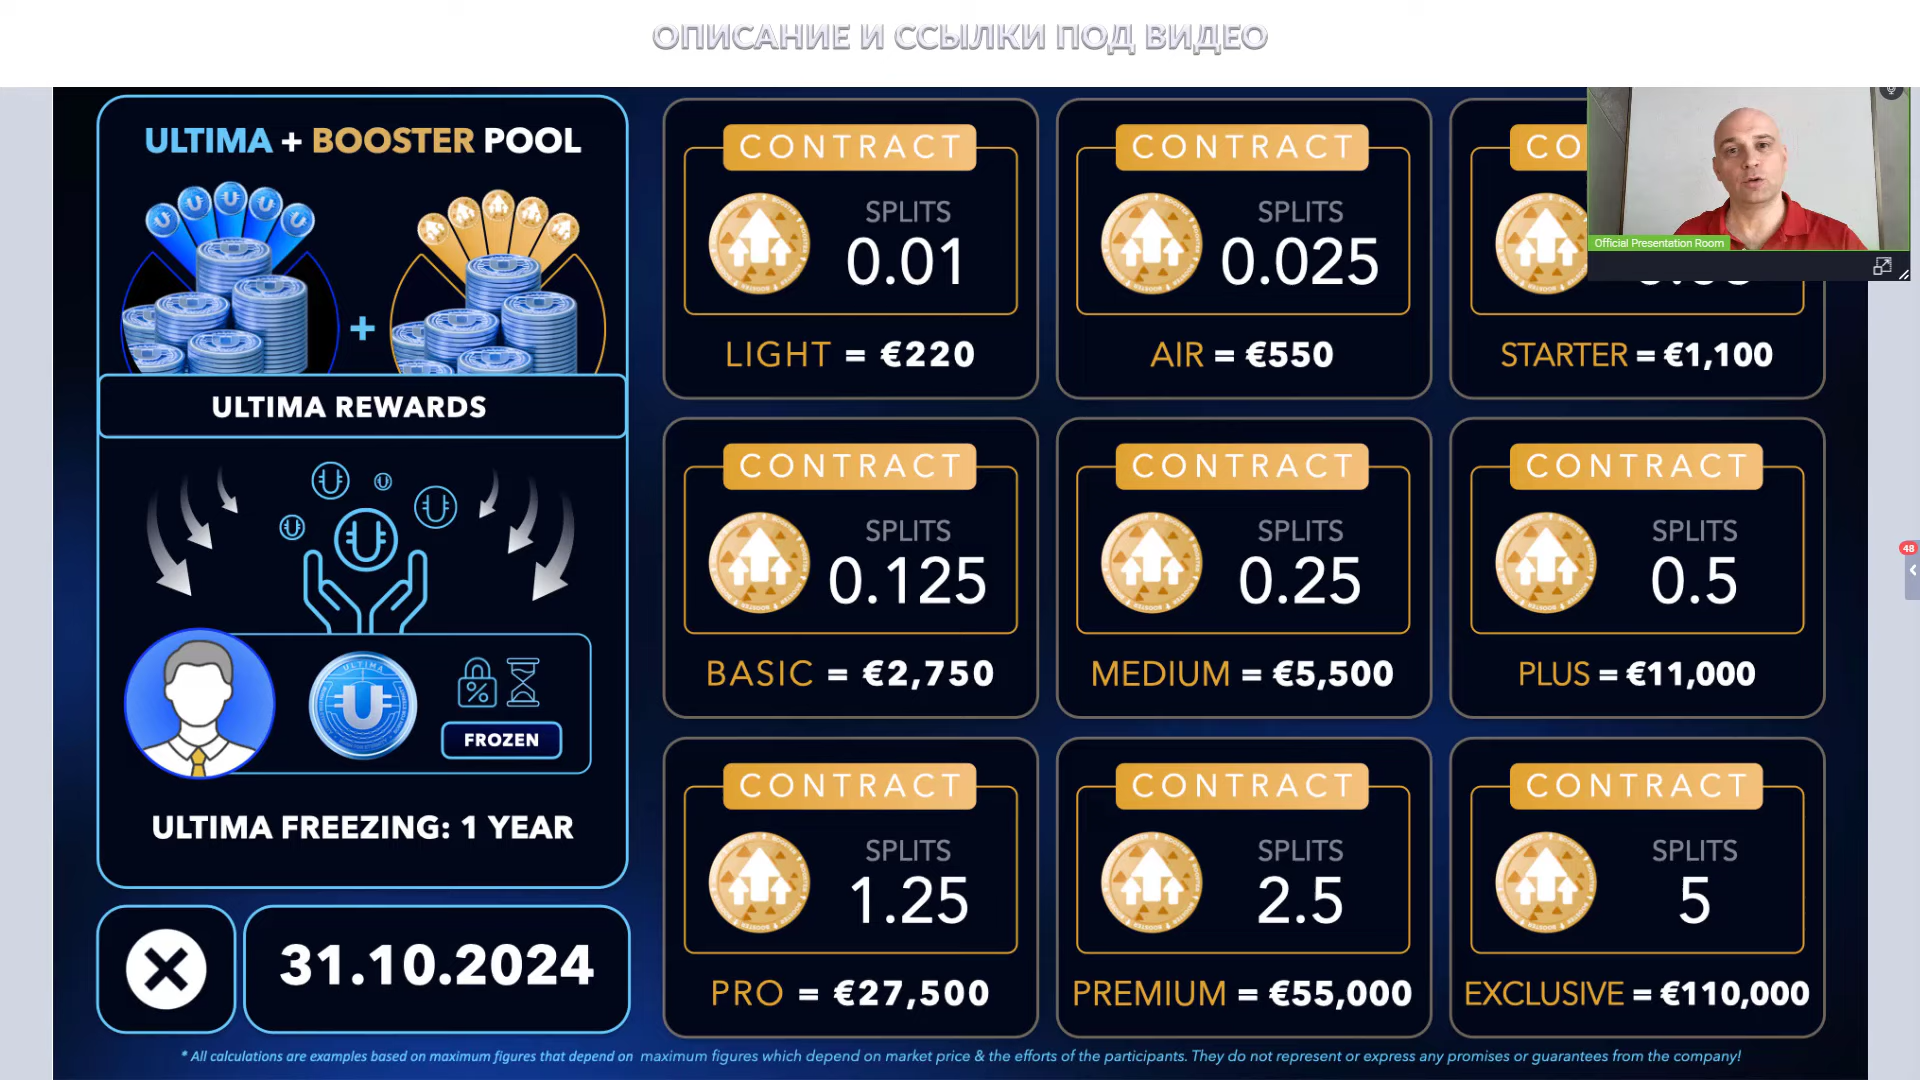 ОПИСАНИЕ И ССЫЛКИ ПОД ВИДЕО
ULTIMA + BOOSTER POOL
ULTIMA REWARDS
FROZEN
ULTIMA FREEZING: 1 YEAR
31.10.2024
CONTRACT
SPLITS
0.01
LIGHT = €220
CONTRACT
SPLITS
0.025
AIR = €550
CO
STARTER = €1,100
Official Presentation Room
CONTRACT
SPLITS
0.125
BASIC = €2,750
CONTRACT
SPLITS
0.25
MEDIUM = €5,500
CONTRACT
SPLITS
0.5
PLUS = €11,000
48
CONTRACT
SPLITS
1.25
PRO = €27,500
CONTRACT
SPLITS
2.5
PREMIUM = €55,000
CONTRACT
SPLITS
5
EXCLUSIVE = €110,000
* All calculations are examples based on maximum figures that depend on maximum figures which depend on market price & the efforts of the participants. They do not represent or express any promises or guarantees from the company!